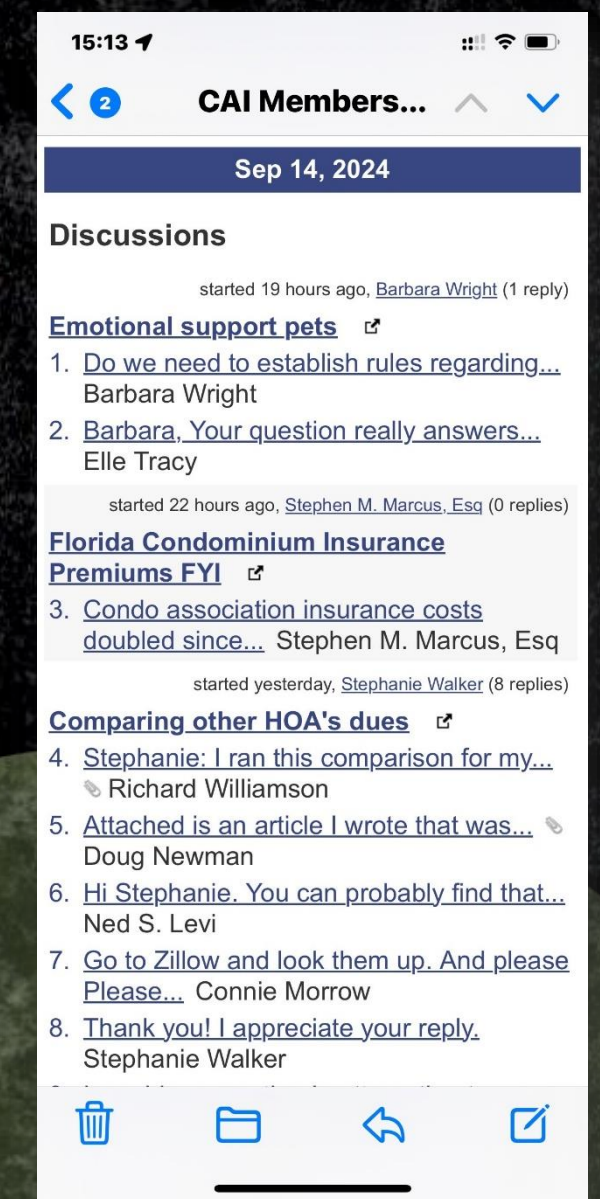 15:13
2
CAI Members...
Sep 14, 2024
Discussions
started 19 hours ago, Barbara Wright (1 reply)
Emotional support pets
1. Do we need to establish rules regarding...
Barbara Wright
2. Barbara, Your question really answers...
Elle Tracy
started 22 hours ago, Stephen M. Marcus, Esq (0 replies)
Florida Condominium Insurance
Premiums FYI
3. Condo association insurance costs
doubled since... Stephen M. Marcus, Esq
started yesterday, Stephanie Walker (8 replies)
Comparing other HOA's dues
4. Stephanie: I ran this comparison for my...
Richard Williamson
5. Attached is an article I wrote that was...
Doug Newman
6. Hi Stephanie. You can probably find that...
Ned S. Levi
7. Go to Zillow and look them up. And please
Please... Connie Morrow
8. Thank you! I appreciate your reply.
Stephanie Walker